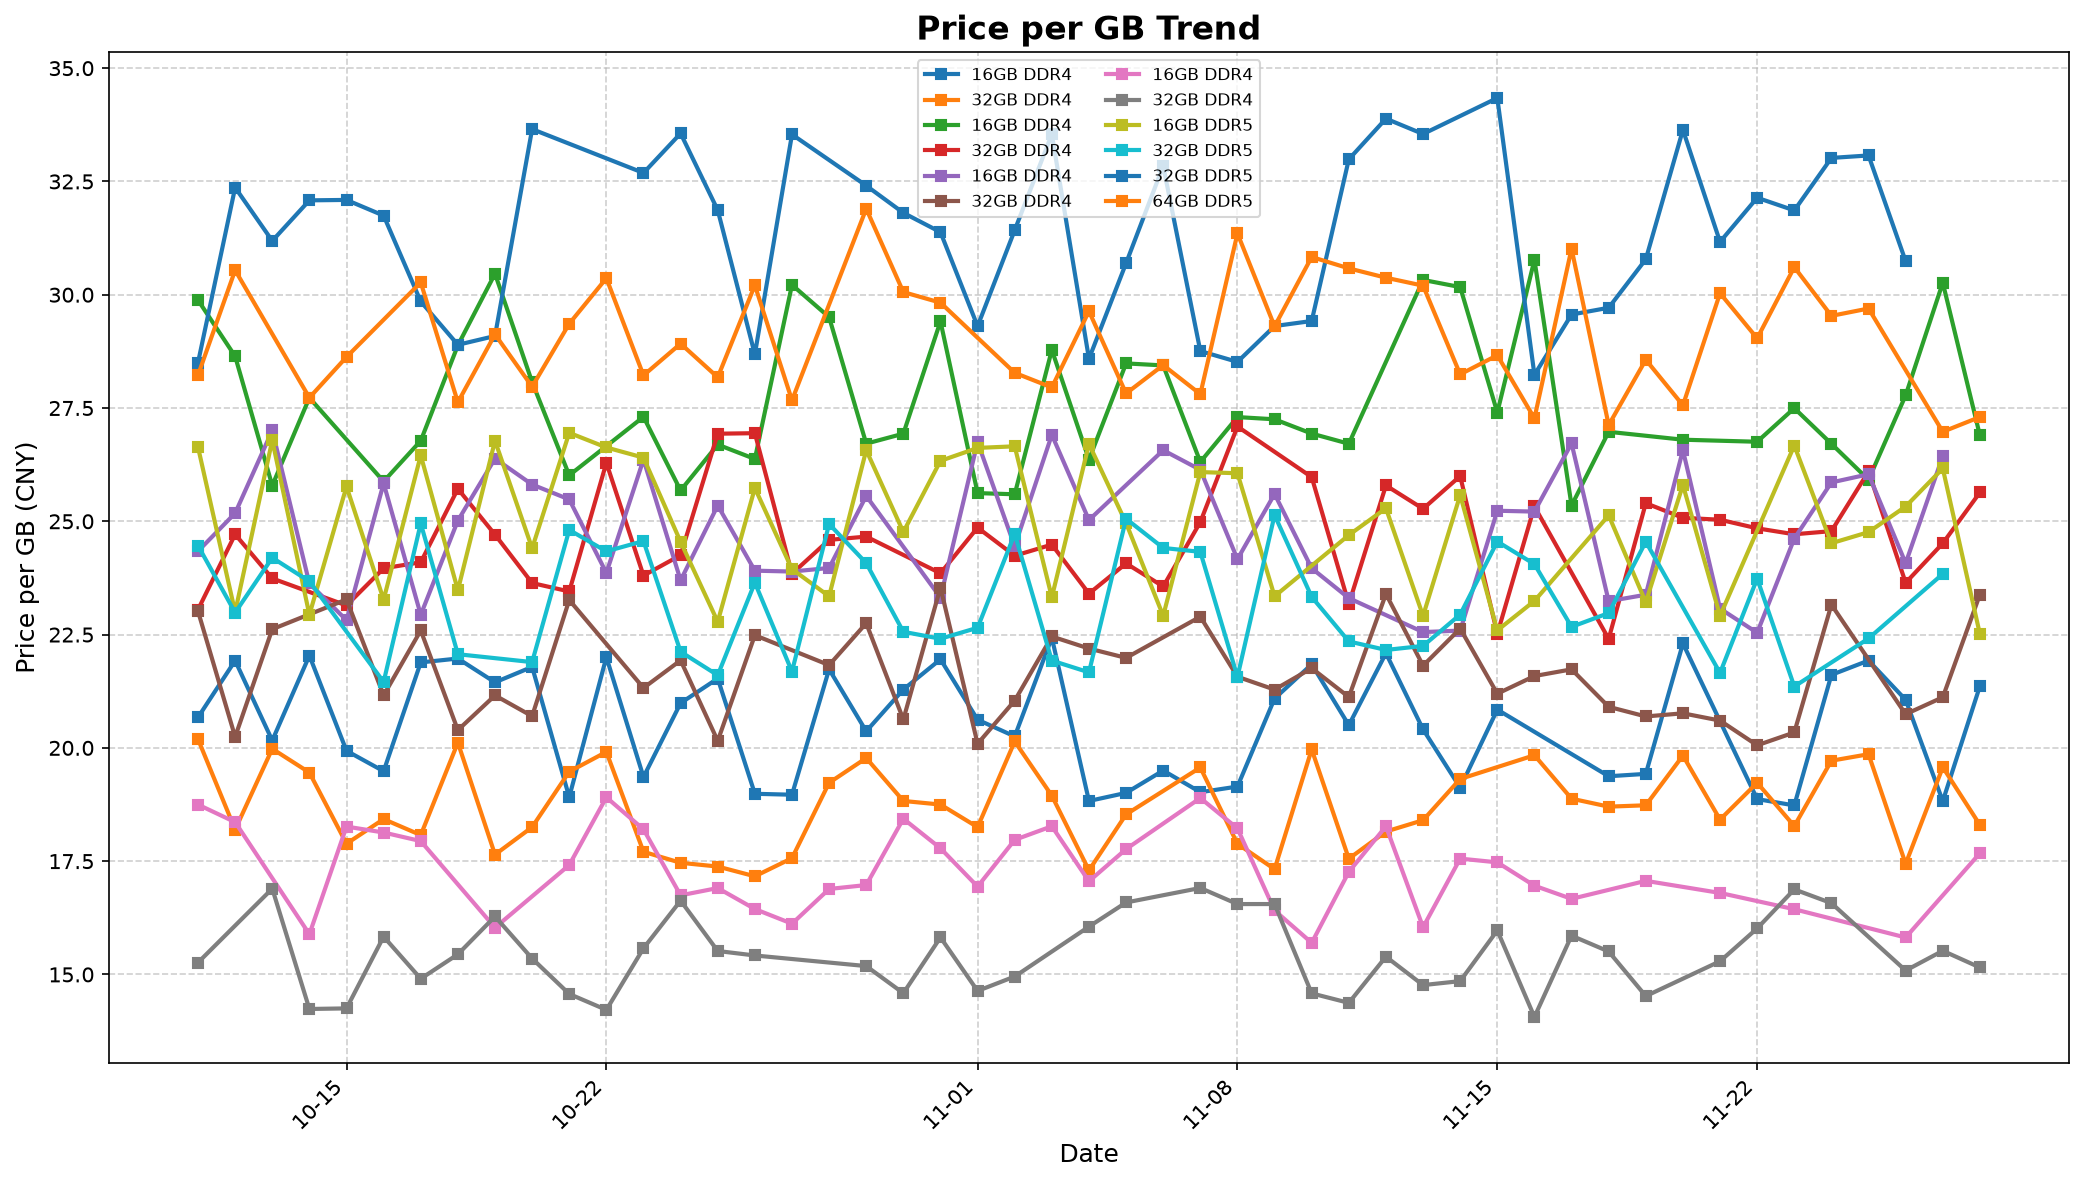 Price per GB Trend
35.0
32.5
30.0
27.5
25.0
22.5
20.0
17.5
15.0
Price per GB (CNY)
16GB DDR4
32GB DDR4
16GB DDR4
32GB DDR4
16GB DDR4
32GB DDR4
16GB DDR4
32GB DDR4
16GB DDR5
32GB DDR5
32GB DDR5
64GB DDR5
10-15
10-22
11-01
11-08
11-15
11-22
Date